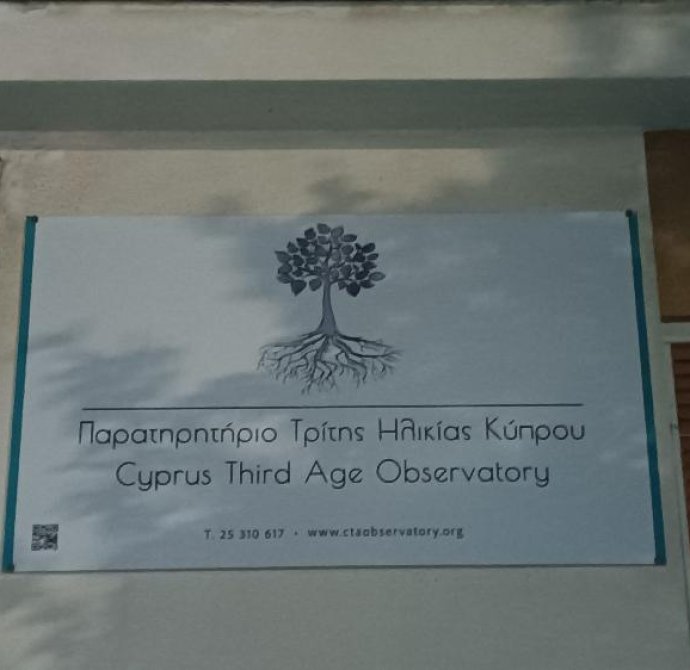 Παρατηρητήριο Τρίτης Ηλικίας Κύπρου
Cyprus Third Age Observatory
T. 25 310 617 • www.ctaobservatory.org